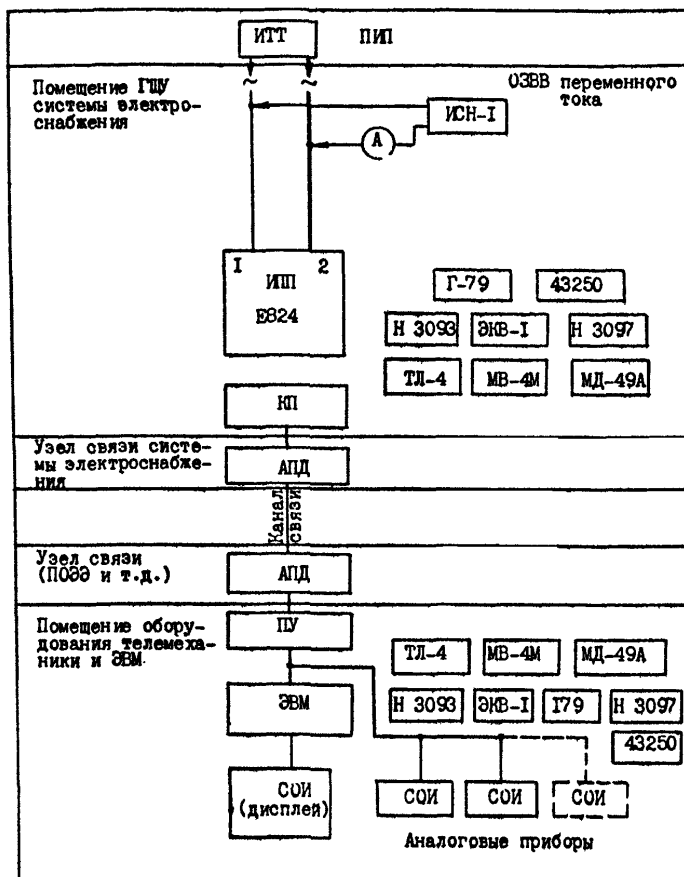 ИТТ ПИП
~ ~
Помещение ГЩУ
системы электро-
снабжения
ОЗВВ переменного
тока
ИСН-I
А
I 2
ИПП
Е824
Г-79 43250
Н 3093 ЭКВ-I Н 3097
ТЛ-4 МВ-4М МД-49А
КП
Узел связи систе-
мы электроснабже-
ния
АПД
Канал
связи
Узел связи
(ПОЭЭ и т.д.)
АПД
Помещение обору-
дования телемеха-
ники и ЭВМ.
ПУ
ТЛ-4 МВ-4М МД-49А
ЭВМ
Н 3093 ЭКВ-I I79 Н 3097
43250
СОИ
(дисплей)
СОИ СОИ СОИ
Аналоговые приборы